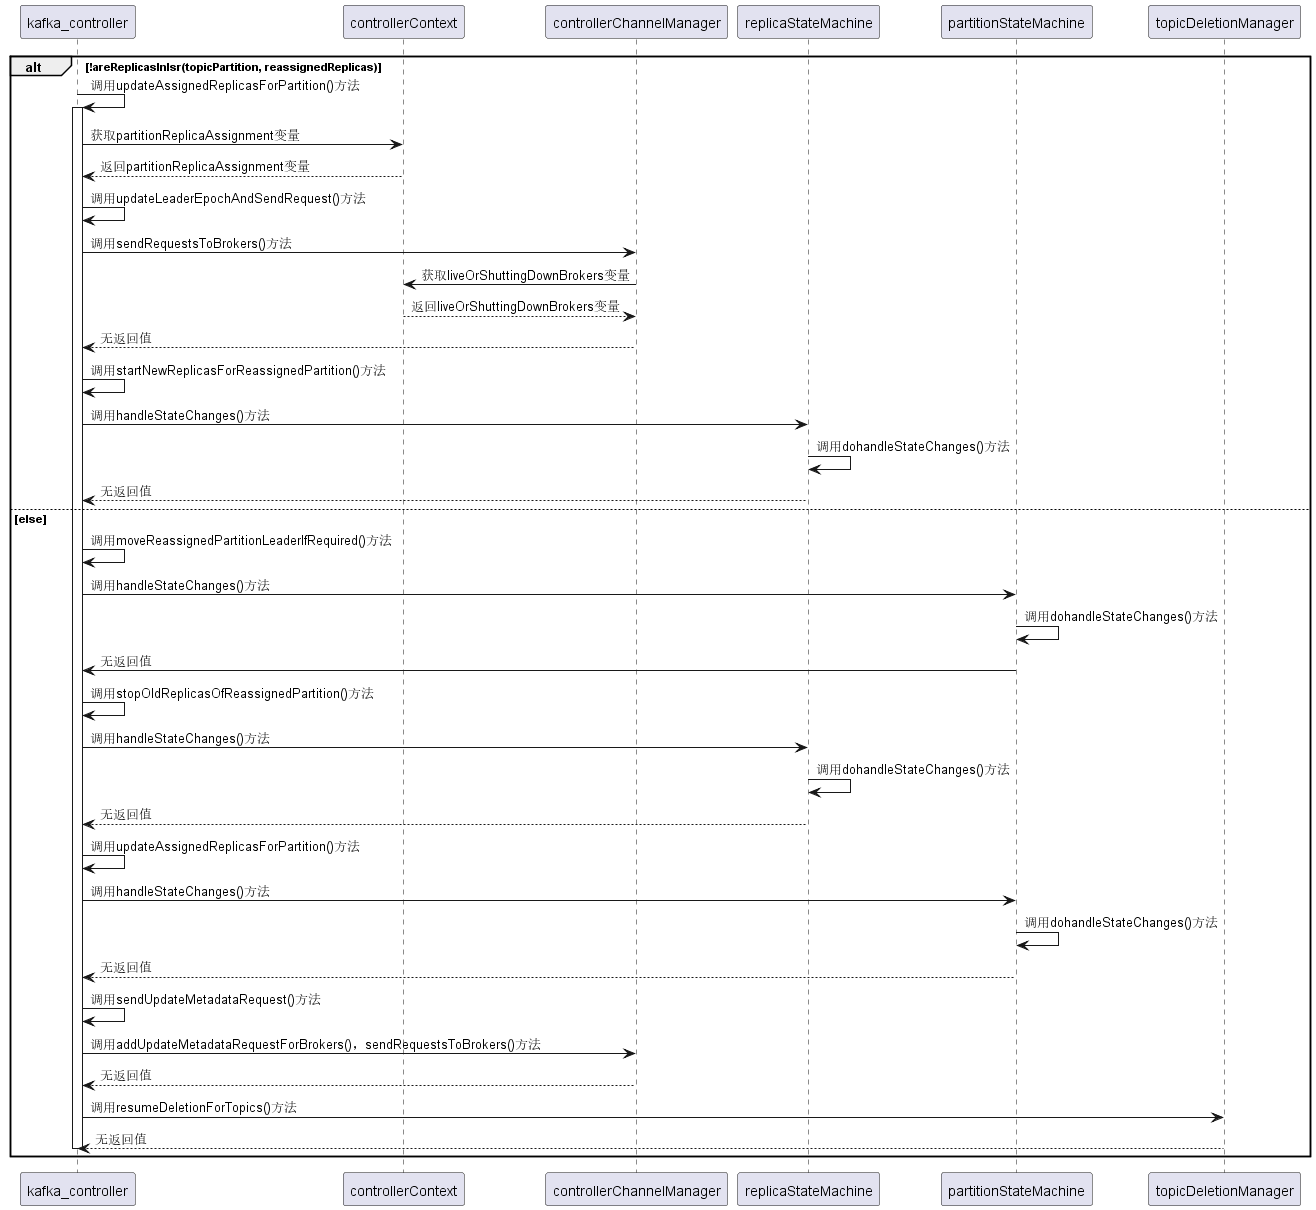 kafka_controller controllerContext controllerChannelManager replicaStateMachine partitionStateMachine topicDeletionManager
alt [!areReplicasInIsr(topicPartition, reassignedReplicas)]
调用updateAssignedReplicasForPartition()方法
获取partitionReplicaAssignment变量
返回partitionReplicaAssignment变量
调用updateLeaderEpochAndSendRequest()方法
调用sendRequestsToBrokers()方法
获取liveOrShuttingDownBrokers变量
返回liveOrShuttingDownBrokers变量
无返回值
调用startNewReplicasForReassignedPartition()方法
调用handleStateChanges()方法
调用dohandleStateChanges()方法
无返回值
[else]
调用moveReassignedPartitionLeaderIfRequired()方法
调用handleStateChanges()方法
调用dohandleStateChanges()方法
无返回值
调用stopOldReplicasOfReassignedPartition()方法
调用handleStateChanges()方法
调用dohandleStateChanges()方法
无返回值
调用updateAssignedReplicasForPartition()方法
调用handleStateChanges()方法
调用dohandleStateChanges()方法
无返回值
调用sendUpdateMetadataRequest()方法
调用addUpdateMetadataRequestForBrokers()，sendRequestsToBrokers()方法
无返回值
调用resumeDeletionForTopics()方法
无返回值
kafka_controller controllerContext controllerChannelManager replicaStateMachine partitionStateMachine topicDeletionManager